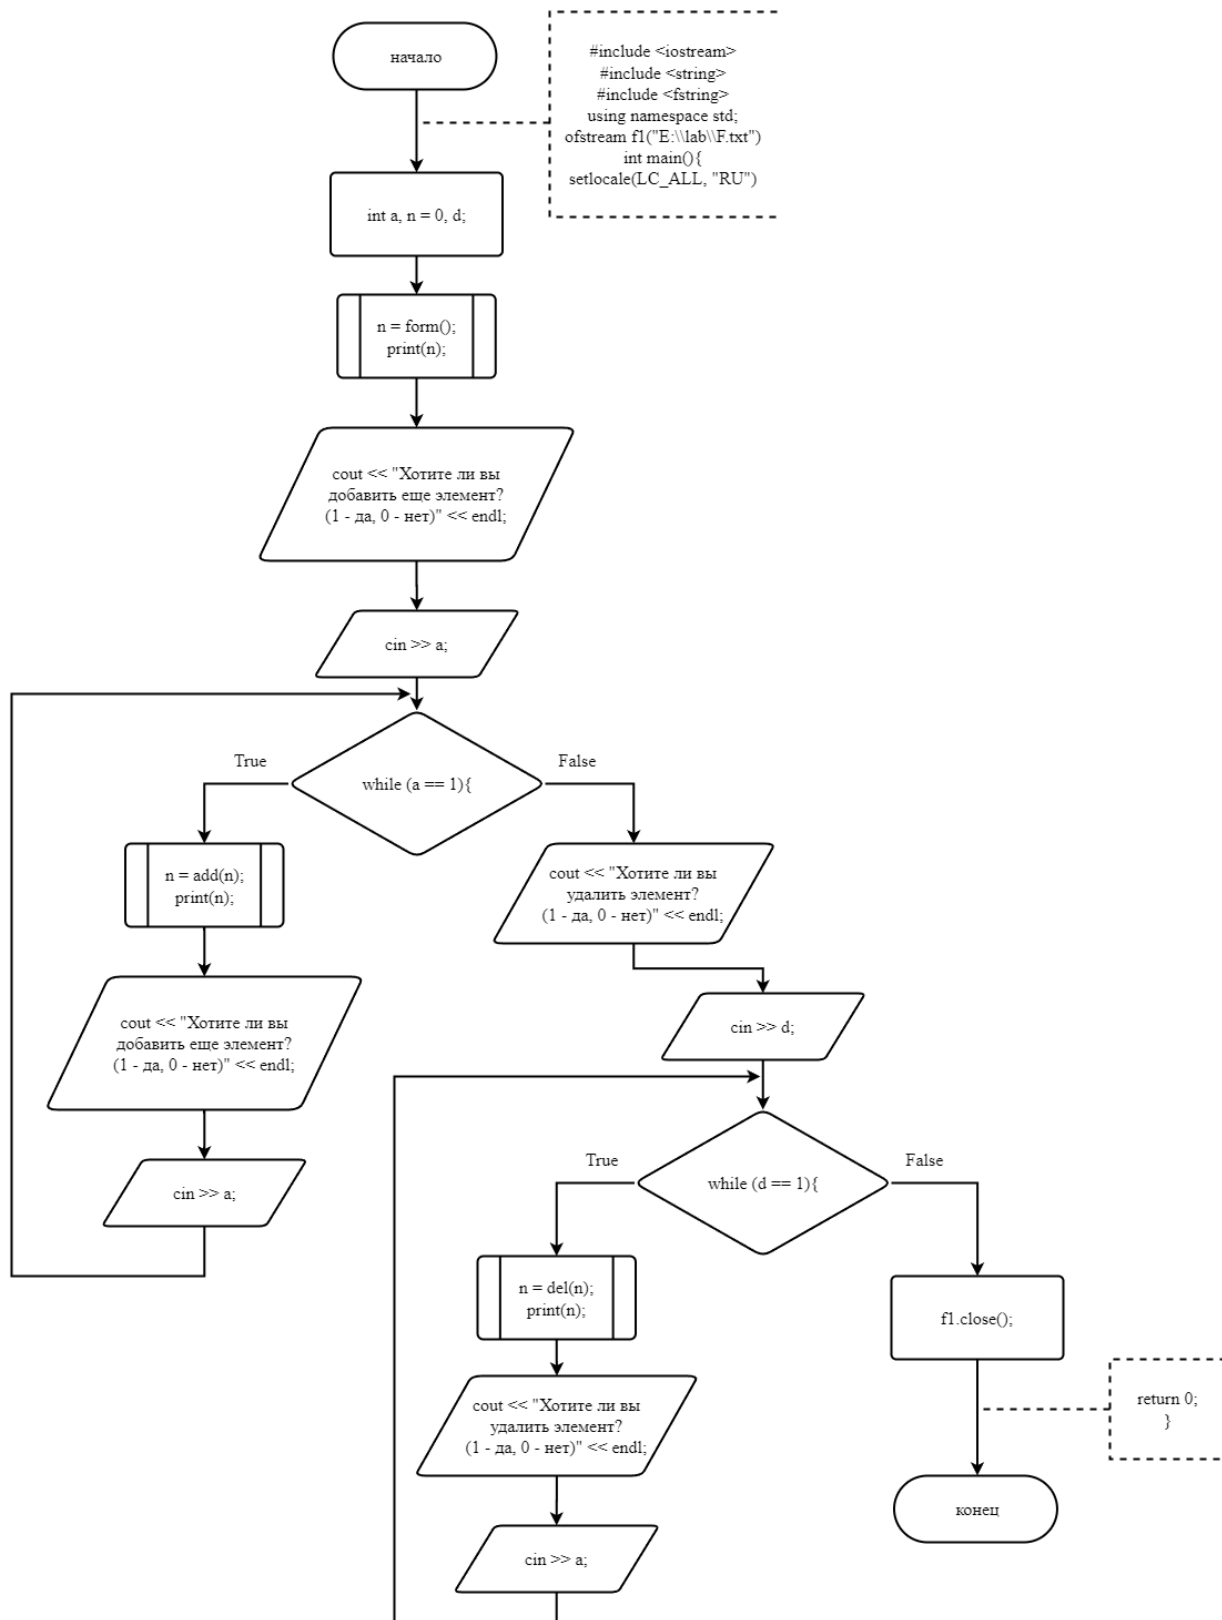 начало
#include <iostream>
#include <string>
#include <fstring>
using namespace std;
ofstream f1("E:\\lab\\F.txt")
int main(){
setlocale(LC_ALL, "RU")
int a, n = 0, d;
n = form();
print(n);
cout << "Хотите ли вы
добавить еще элемент?
(1 - да, 0 - нет)" << endl;
cin >> a;
while (a == 1){
True
False
n = add(n);
print(n);
cout << "Хотите ли вы
добавить еще элемент?
(1 - да, 0 - нет)" << endl;
cin >> a;
cout << "Хотите ли вы
удалить элемент?
(1 - да, 0 - нет)" << endl;
cin >> d;
while (d == 1){
True
False
n = del(n);
print(n);
cout << "Хотите ли вы
удалить элемент?
(1 - да, 0 - нет)" << endl;
cin >> a;
f1.close();
return 0;
}
конец